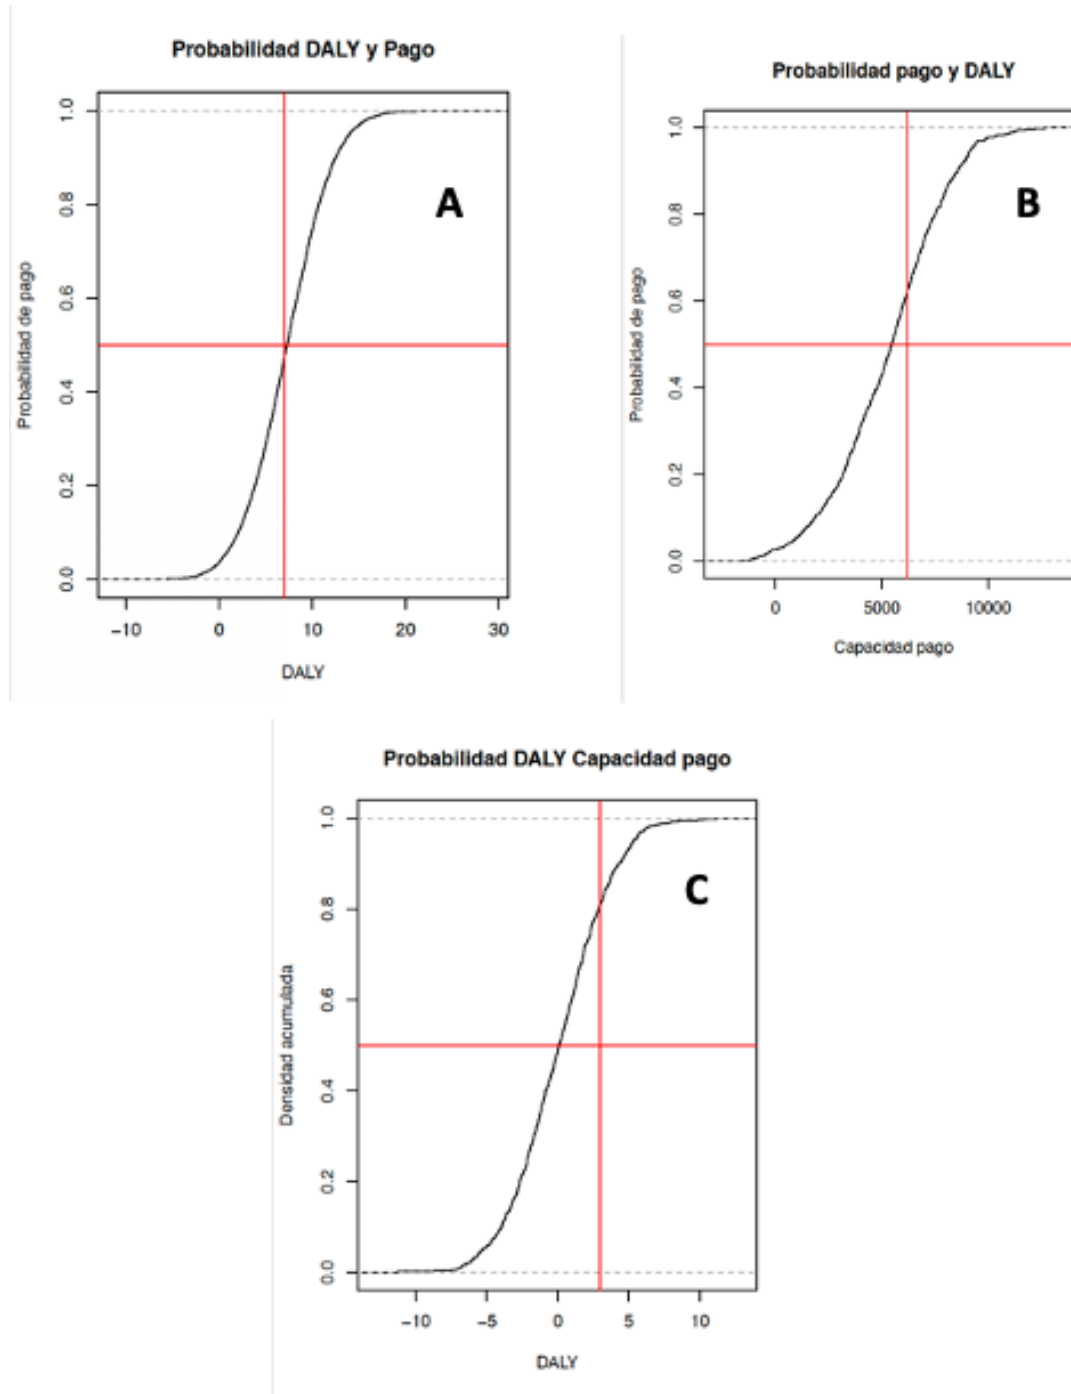 Probabilidad DALY y Pago
A
Probabilidad de pago
0.0 0.2 0.4 0.6 0.8 1.0
−10 0 10 20 30
DALY
Probabilidad pago y DALY
B
Probabilidad de pago
0.0 0.2 0.4 0.6 0.8 1.0
0 5000 10000
Capacidad pago
Probabilidad DALY Capacidad pago
C
Densidad acumulada
0.0 0.2 0.4 0.6 0.8 1.0
−10 −5 0 5 10
DALY